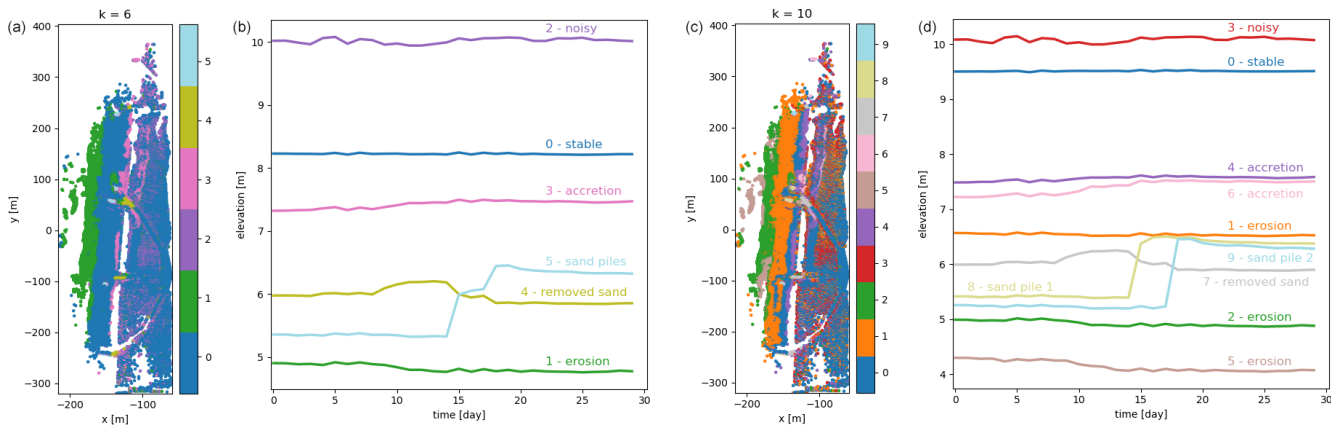 (a)
k = 6
y [m]
400
300
200
100
0
−100
−200
−300
−200
−100
x [m]
5
4
3
2
1
0
(b)
elevation [m]
10
9
8
7
6
5
2 - noisy
0 - stable
3 - accretion
5 - sand piles
4 - removed sand
1 - erosion
0
5
10
15
20
25
30
time [day]
(c)
k = 10
y [m]
400
300
200
100
0
−100
−200
−300
−200
−100
x [m]
9
8
7
6
5
4
3
2
1
0
(d)
elevation [m]
10
9
8
7
6
5
4
3 - noisy
0 - stable
4 - accretion
6 - accretion
1 - erosion
9 - sand pile 2
8 - sand pile 1
7 - removed sand
2 - erosion
5 - erosion
0
5
10
15
20
25
30
time [day]